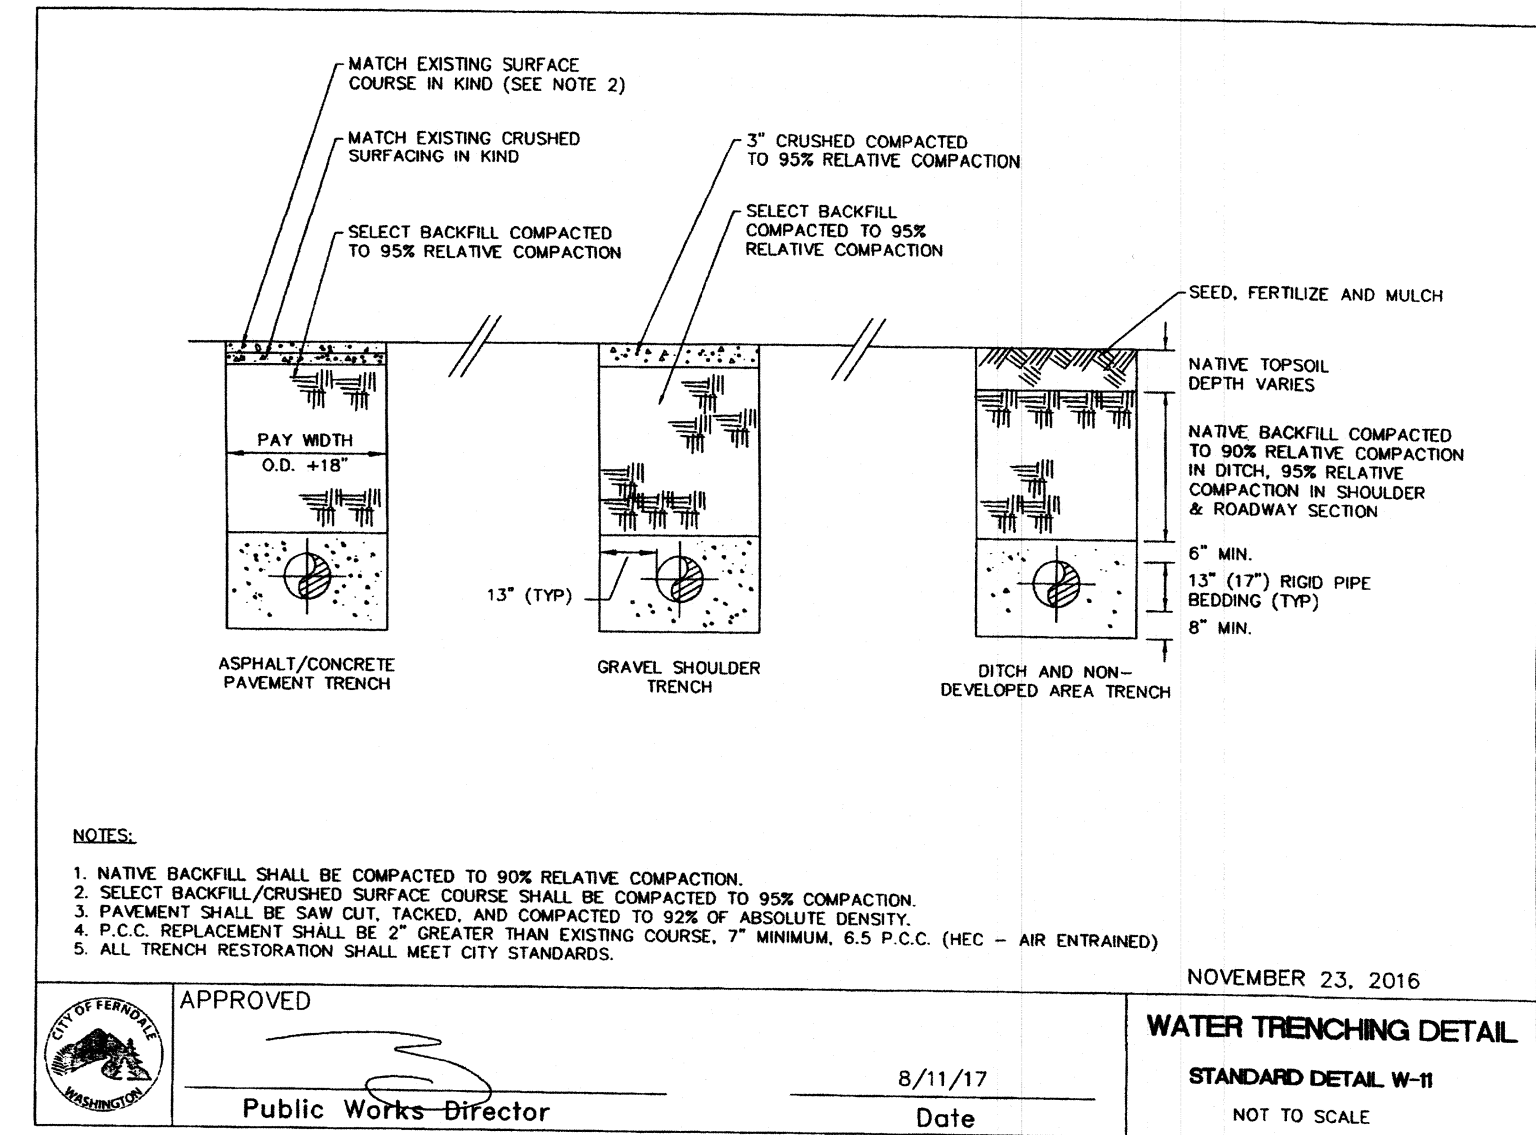 MATCH EXISTING SURFACE
COURSE IN KIND (SEE NOTE 2)
MATCH EXISTING CRUSHED
SURFACING IN KIND
SELECT BACKFILL COMPACTED
TO 95% RELATIVE COMPACTION
3" CRUSHED COMPACTED
TO 95% RELATIVE COMPACTION
SELECT BACKFILL
COMPACTED TO 95%
RELATIVE COMPACTION
SEED, FERTILIZE AND MULCH
NATIVE TOPSOIL
DEPTH VARIES
PAY WIDTH
O.D. +18"
NATIVE BACKFILL COMPACTED
TO 90% RELATIVE COMPACTION
IN DITCH, 95% RELATIVE
COMPACTION IN SHOULDER
& ROADWAY SECTION
6" MIN.
13" (17") RIGID PIPE
BEDDING (TYP)
8" MIN.
13" (TYP)
ASPHALT/CONCRETE
PAVEMENT TRENCH
GRAVEL SHOULDER
TRENCH
DITCH AND NON-
DEVELOPED AREA TRENCH
NOTES:
1. NATIVE BACKFILL SHALL BE COMPACTED TO 90% RELATIVE COMPACTION.
2. SELECT BACKFILL/CRUSHED SURFACE COURSE SHALL BE COMPACTED TO 95% COMPACTION.
3. PAVEMENT SHALL BE SAW CUT, TACKED, AND COMPACTED TO 92% OF ABSOLUTE DENSITY.
4. P.C.C. REPLACEMENT SHALL BE 2" GREATER THAN EXISTING COURSE, 7" MINIMUM, 6.5 P.C.C. (HEC - AIR ENTRAINED)
5. ALL TRENCH RESTORATION SHALL MEET CITY STANDARDS.
NOVEMBER 23, 2016
CITY OF FERNDALE
WASHINGTON
APPROVED
Public Works Director
8/11/17
Date
WATER TRENCHING DETAIL
STANDARD DETAIL W-11
NOT TO SCALE